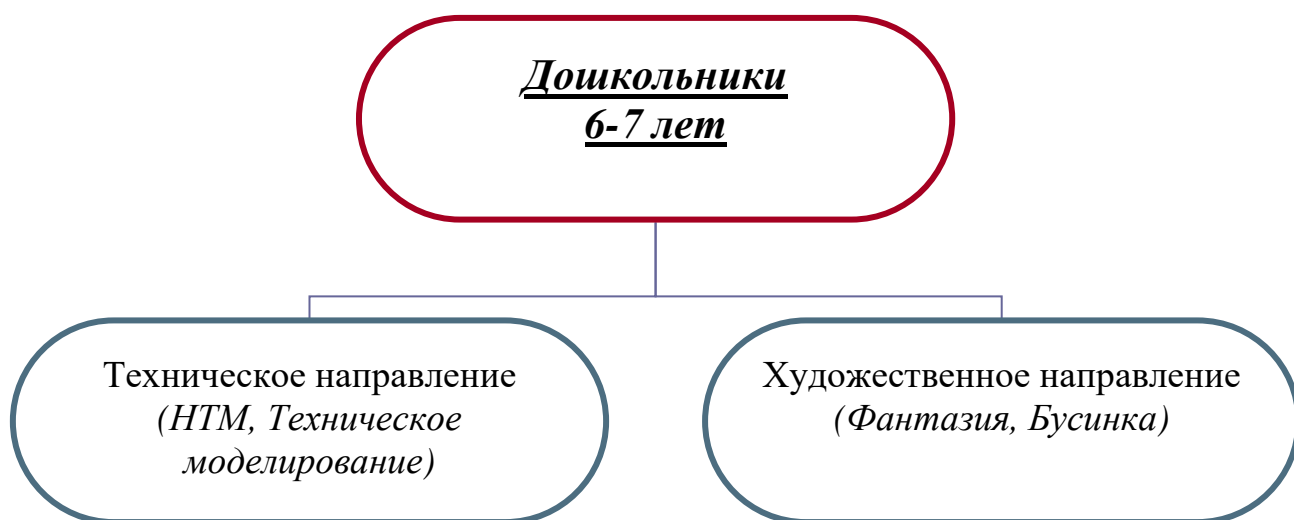 Дошкольники
6-7 лет
Техническое направление
(НТМ, Техническое
моделирование)
Художественное направление
(Фантазия, Бусинка)